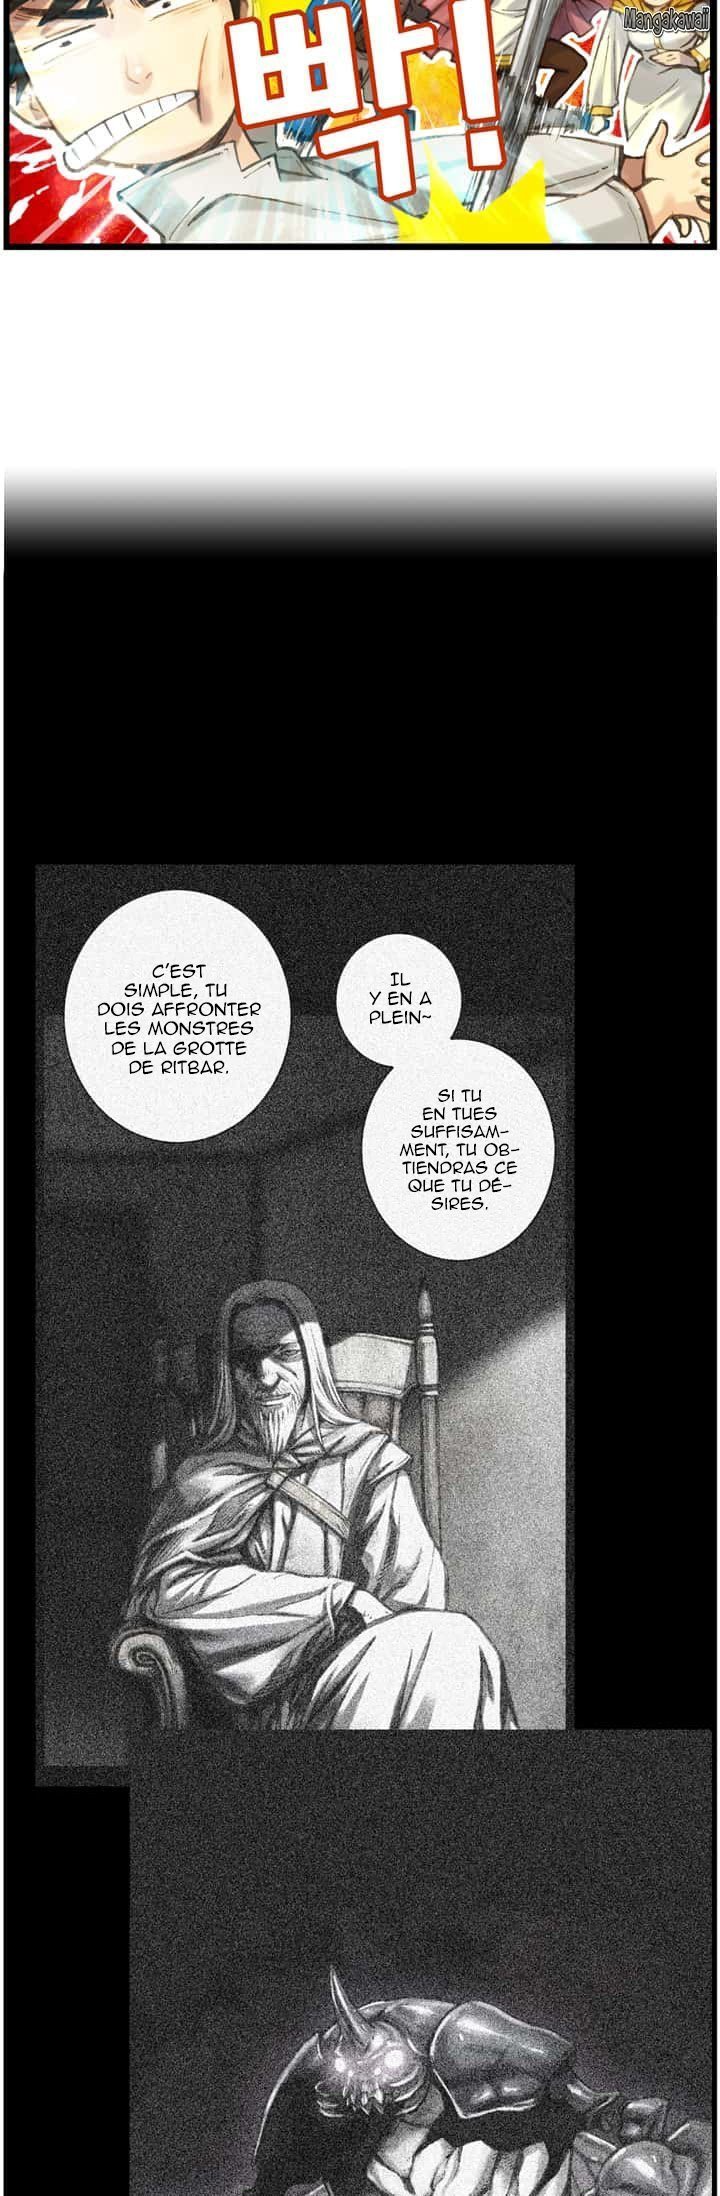 Mangakawaii
빡!
C'EST
SIMPLE, TU
DOIS AFFRONTER
LES MONSTRES
DE LA GROTTE
DE RITBAR.
IL
Y EN A
PLEIN~
SI TU
EN TUES
SUFFISAM-
MENT, TU OB-
TIENDRAS CE
QUE TU DÉ-
SIRES.